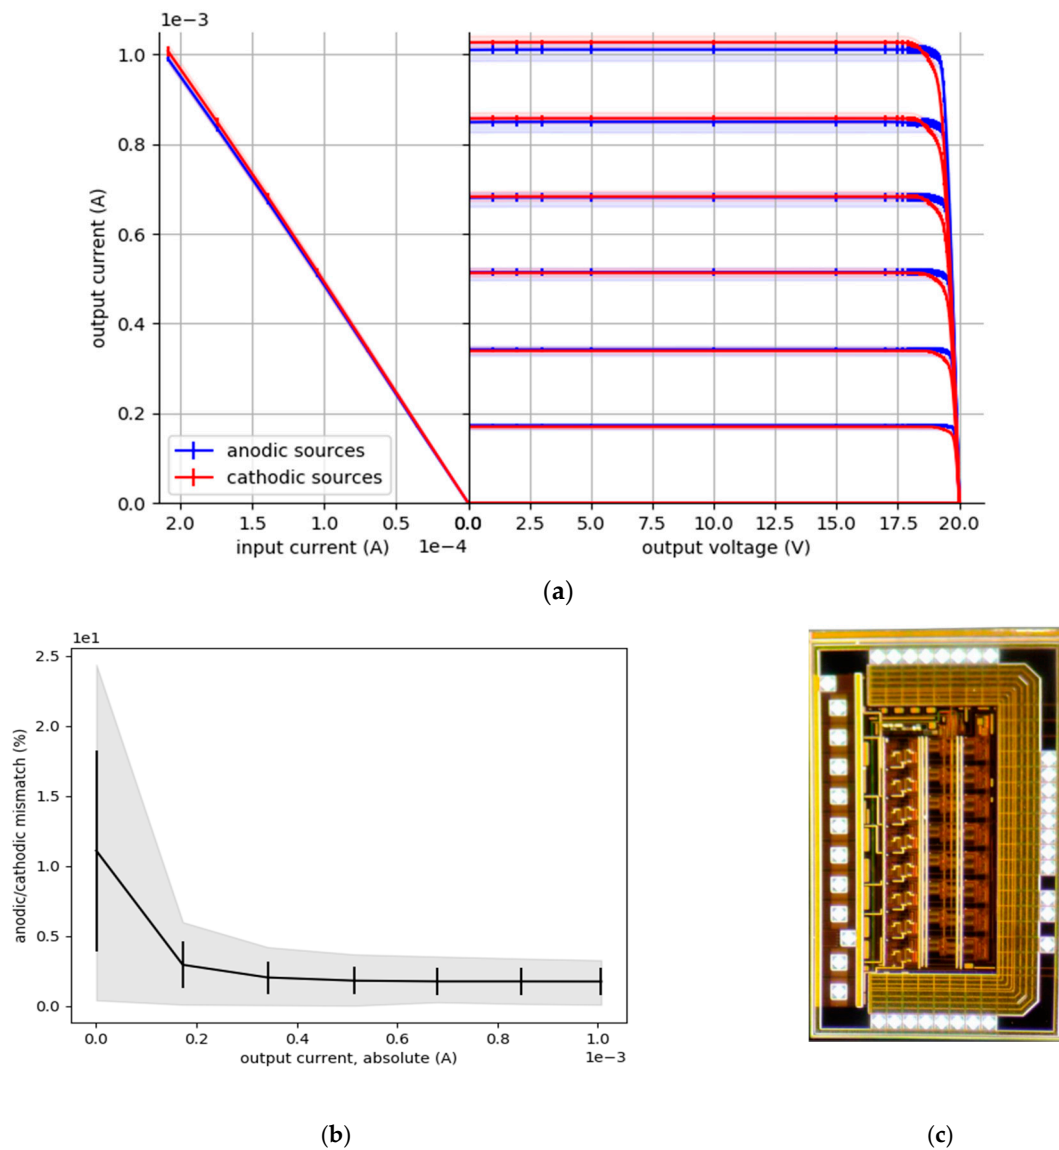 1e−3
1.0
0.8
0.6
0.4
0.2
0.0
output current (A)
anodic sources
cathodic sources
2.0 1.5 1.0 0.5 0.0
input current (A)
1e−4
0.0 2.5 5.0 7.5 10.0 12.5 15.0 17.5 20.0
output voltage (V)
(a)
1e1
2.5
2.0
1.5
1.0
0.5
0.0
anodic/cathodic mismatch (%)
0.0 0.2 0.4 0.6 0.8 1.0
output current, absolute (A)
1e−3
(b)
(c)